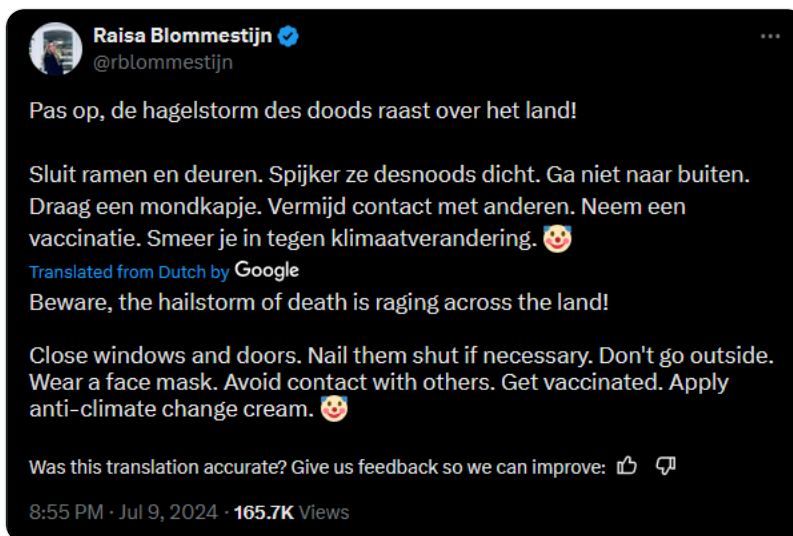 Raisa Blommestijn
@rblommestijn
Pas op, de hagelstorm des doods raast over het land!
Sluit ramen en deuren. Spijker ze desnoods dicht. Ga niet naar buiten.
Draag een mondkapje. Vermijd contact met anderen. Neem een
vaccinatie. Smeer je in tegen klimaatverandering. 🤡
Translated from Dutch by Google
Beware, the hailstorm of death is raging across the land!
Close windows and doors. Nail them shut if necessary. Don't go outside.
Wear a face mask. Avoid contact with others. Get vaccinated. Apply
anti-climate change cream. 🤡
Was this translation accurate? Give us feedback so we can improve:
8:55 PM · Jul 9, 2024 · 165.7K Views